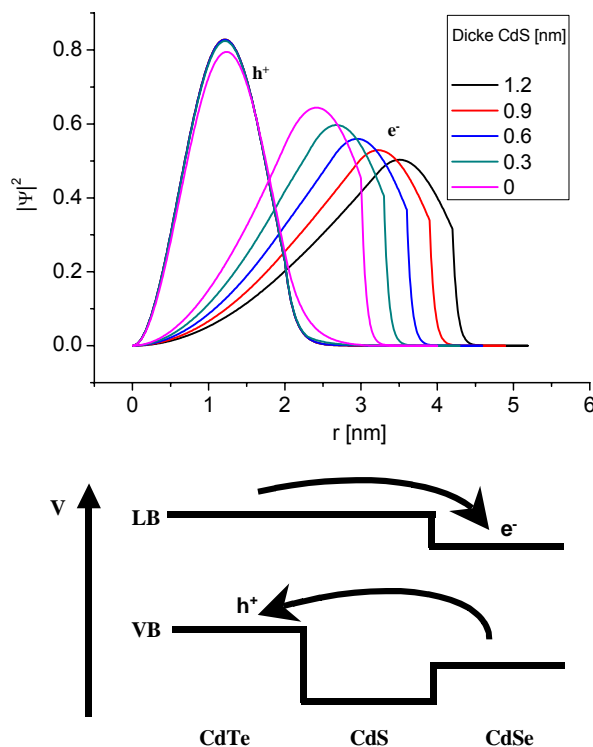 Dicke CdS [nm]
1.2
0.9
0.6
0.3
0
h+
e-
|Ψ|²
0.8
0.6
0.4
0.2
0.0
0 1 2 3 4 5 6
r [nm]
V
LB
e-
h+
VB
CdTe CdS CdSe